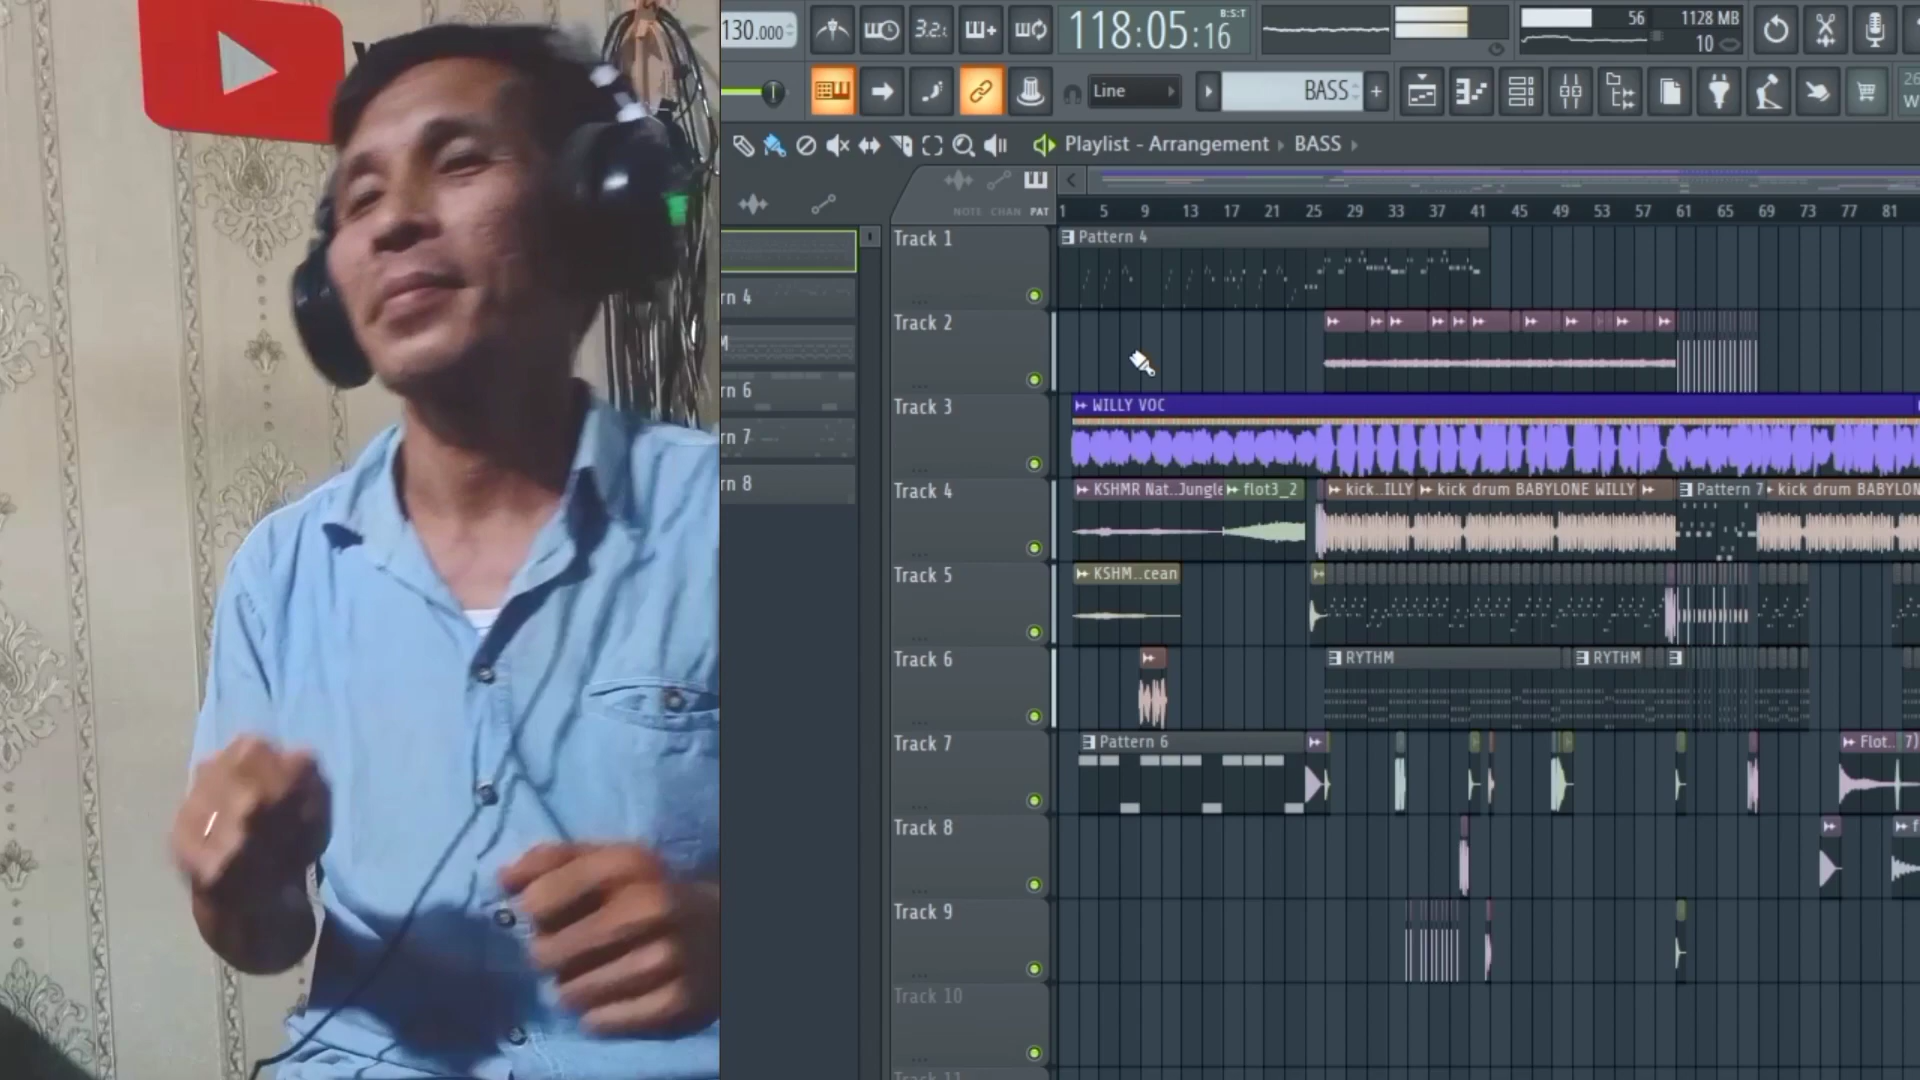 130.000
3.2:
118:05:16
B:S:T
56
1128 MB
10
Line
BASS
Playlist - Arrangement ▸ BASS
NOTE CHAN PAT
1 5 9 13 17 21 25 29 33 37 41 45 49 53 57 61 65 69 73 77 81
Track 1
Pattern 4
rn 4
Track 2
rn 6
Track 3
WILLY VOC
rn 7
rn 8
Track 4
KSHMR Nat..Jungle
flot3_2
kick..ILLY
kick drum BABYLONE WILLY
Pattern 7
kick drum BABYLON
Track 5
KSHM..cean
Track 6
RYTHM
RYTHM
Track 7
Pattern 6
Flot..
7)
Track 8
Track 9
Track 10